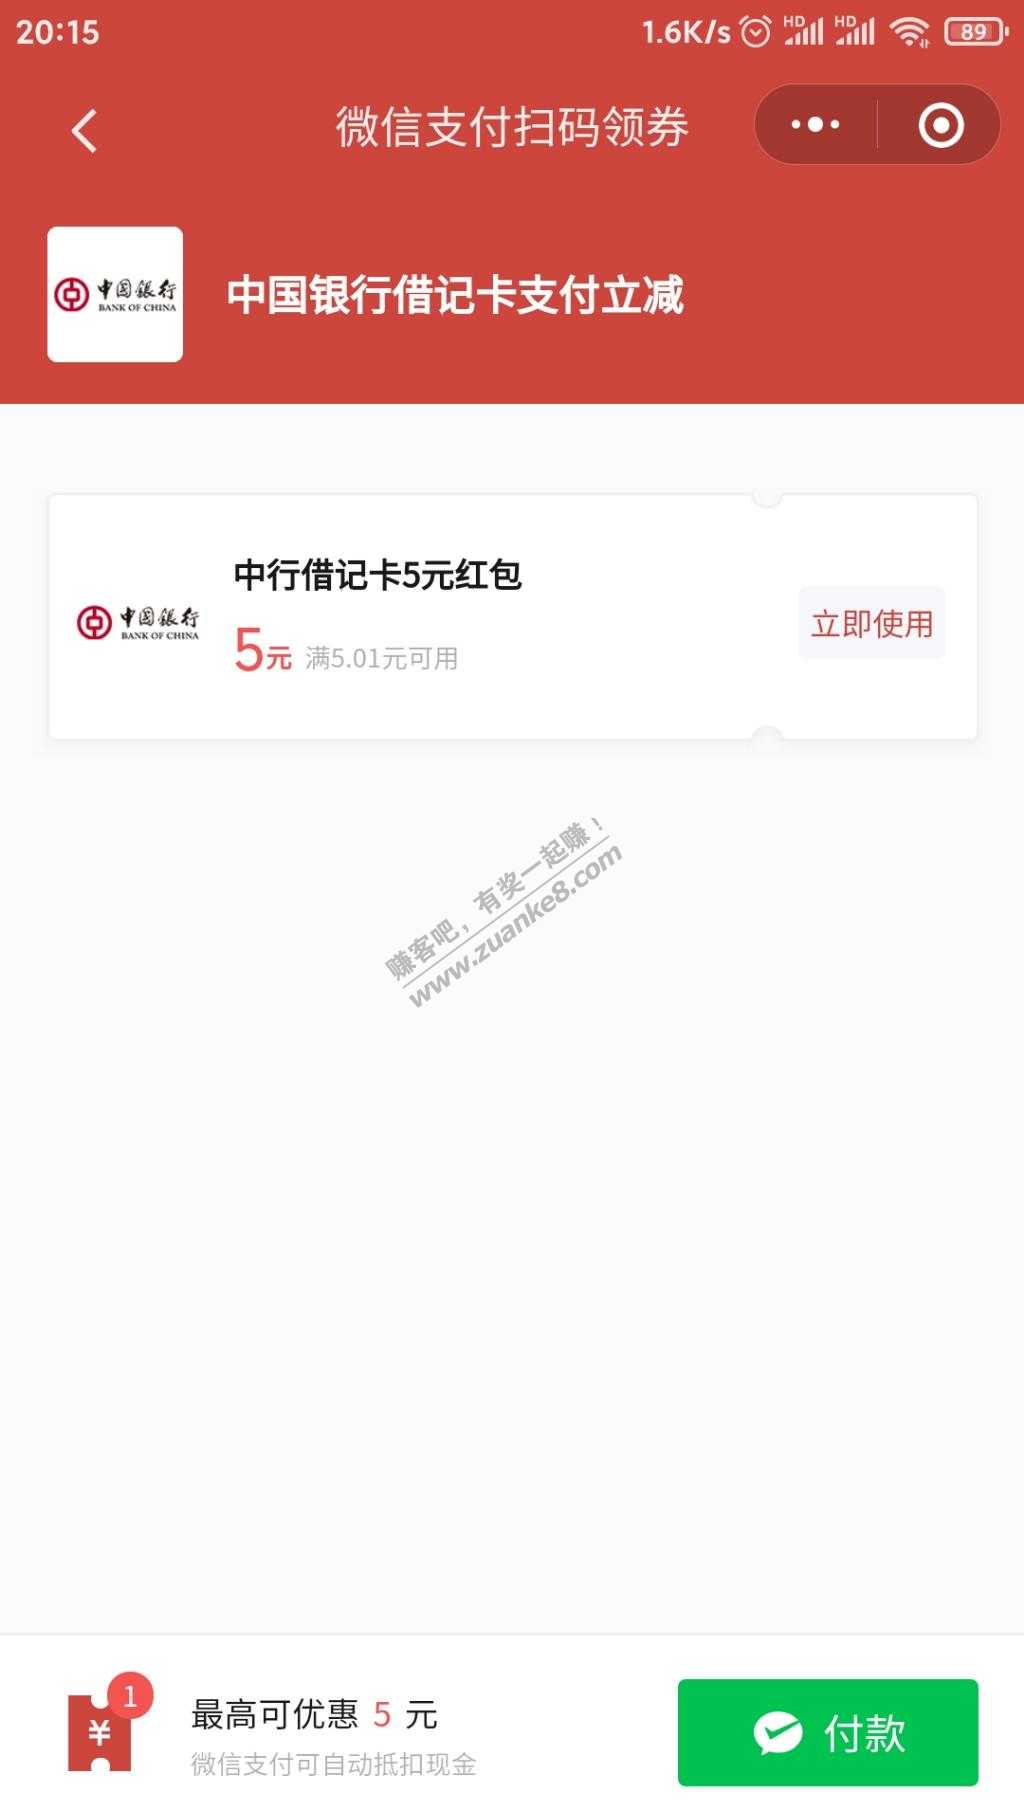 20:15
1.6K/s HD HD 89
微信支付扫码领券
中国银行
BANK OF CHINA
中国银行借记卡支付立减
中国银行
BANK OF CHINA
中行借记卡5元红包
5元 满5.01元可用
立即使用
赚客吧，有奖一起赚！
www.zuanke8.com
¥ 1
最高可优惠 5 元
微信支付可自动抵扣现金
付款